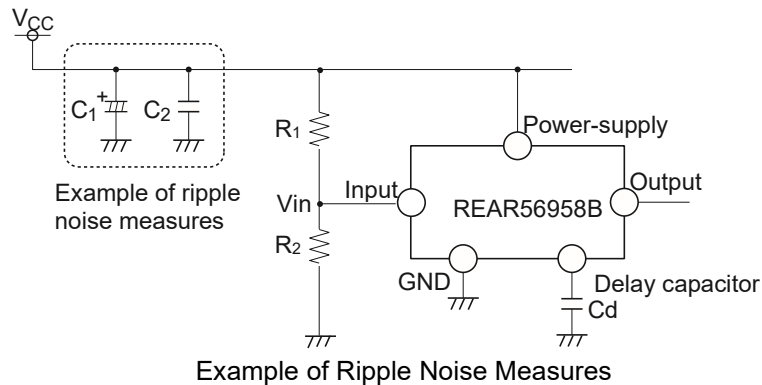 VCC
C1
+
C2
Example of ripple
noise measures
R1
Vin
R2
Input
Power-supply
REAR56958B
Output
GND
Delay capacitor
Cd
Example of Ripple Noise Measures